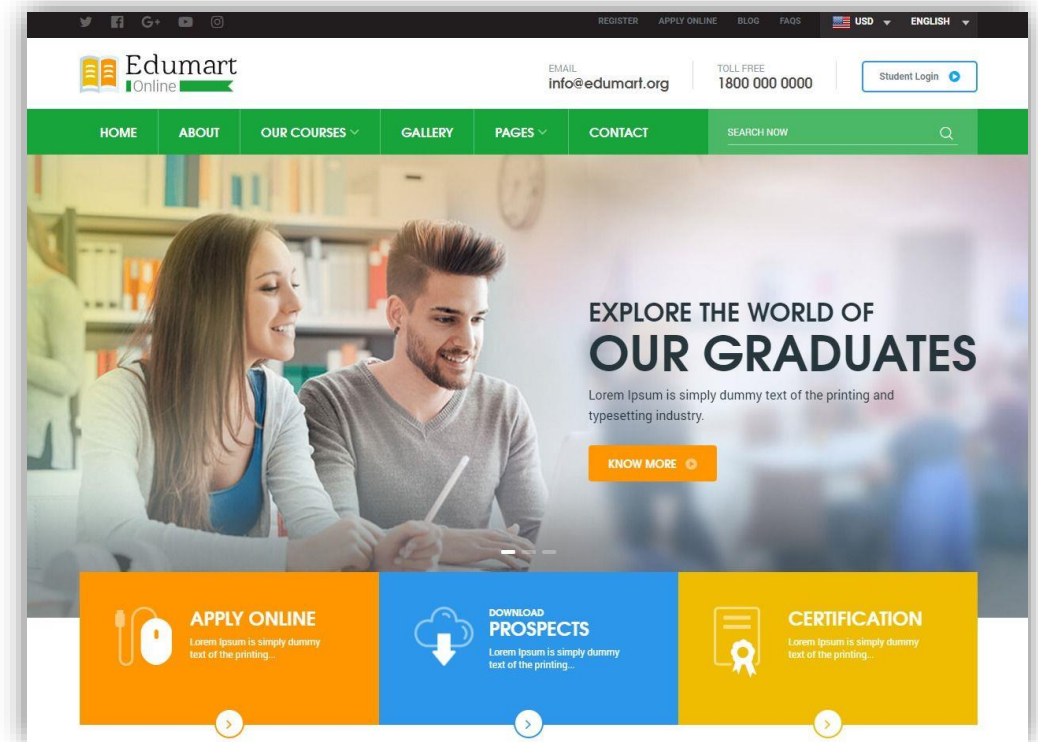 REGISTER APPLY ONLINE BLOG FAQS USD ENGLISH
Edumart
Online
EMAIL
info@edumart.org
TOLL FREE
1800 000 0000
Student Login
HOME ABOUT OUR COURSES GALLERY PAGES CONTACT SEARCH NOW
EXPLORE THE WORLD OF
OUR GRADUATES
Lorem Ipsum is simply dummy text of the printing and
typesetting industry.
KNOW MORE
APPLY ONLINE
Lorem Ipsum is simply dummy
text of the printing...
DOWNLOAD
PROSPECTS
Lorem Ipsum is simply dummy
text of the printing...
CERTIFICATION
Lorem Ipsum is simply dummy
text of the printing...